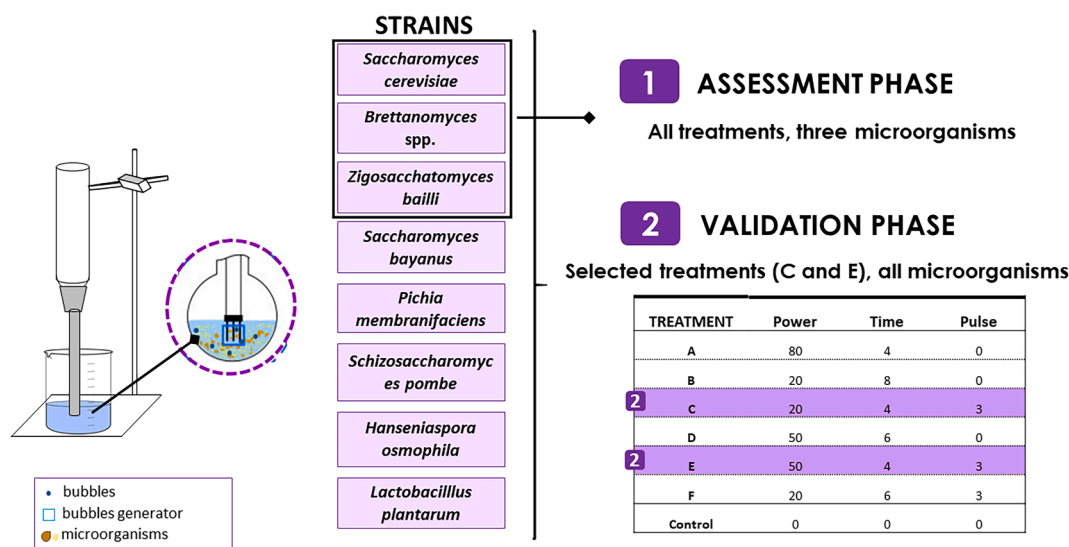 STRAINS
Saccharomyces
cerevisiae
Brettanomyces
spp.
Zigosacchatomyces
bailli
Saccharomyces
bayanus
Pichia
membranifaciens
Schizosaccharomyc
es pombe
Hanseniaspora
osmophila
Lactobacilllus
plantarum
bubbles
bubbles generator
microorganisms
1 ASSESSMENT PHASE
All treatments, three microorganisms
2 VALIDATION PHASE
Selected treatments (C and E), all microorganisms
TREATMENT Power Time Pulse
A 80 4 0
B 20 8 0
2 C 20 4 3
D 50 6 0
2 E 50 4 3
F 20 6 3
Control 0 0 0